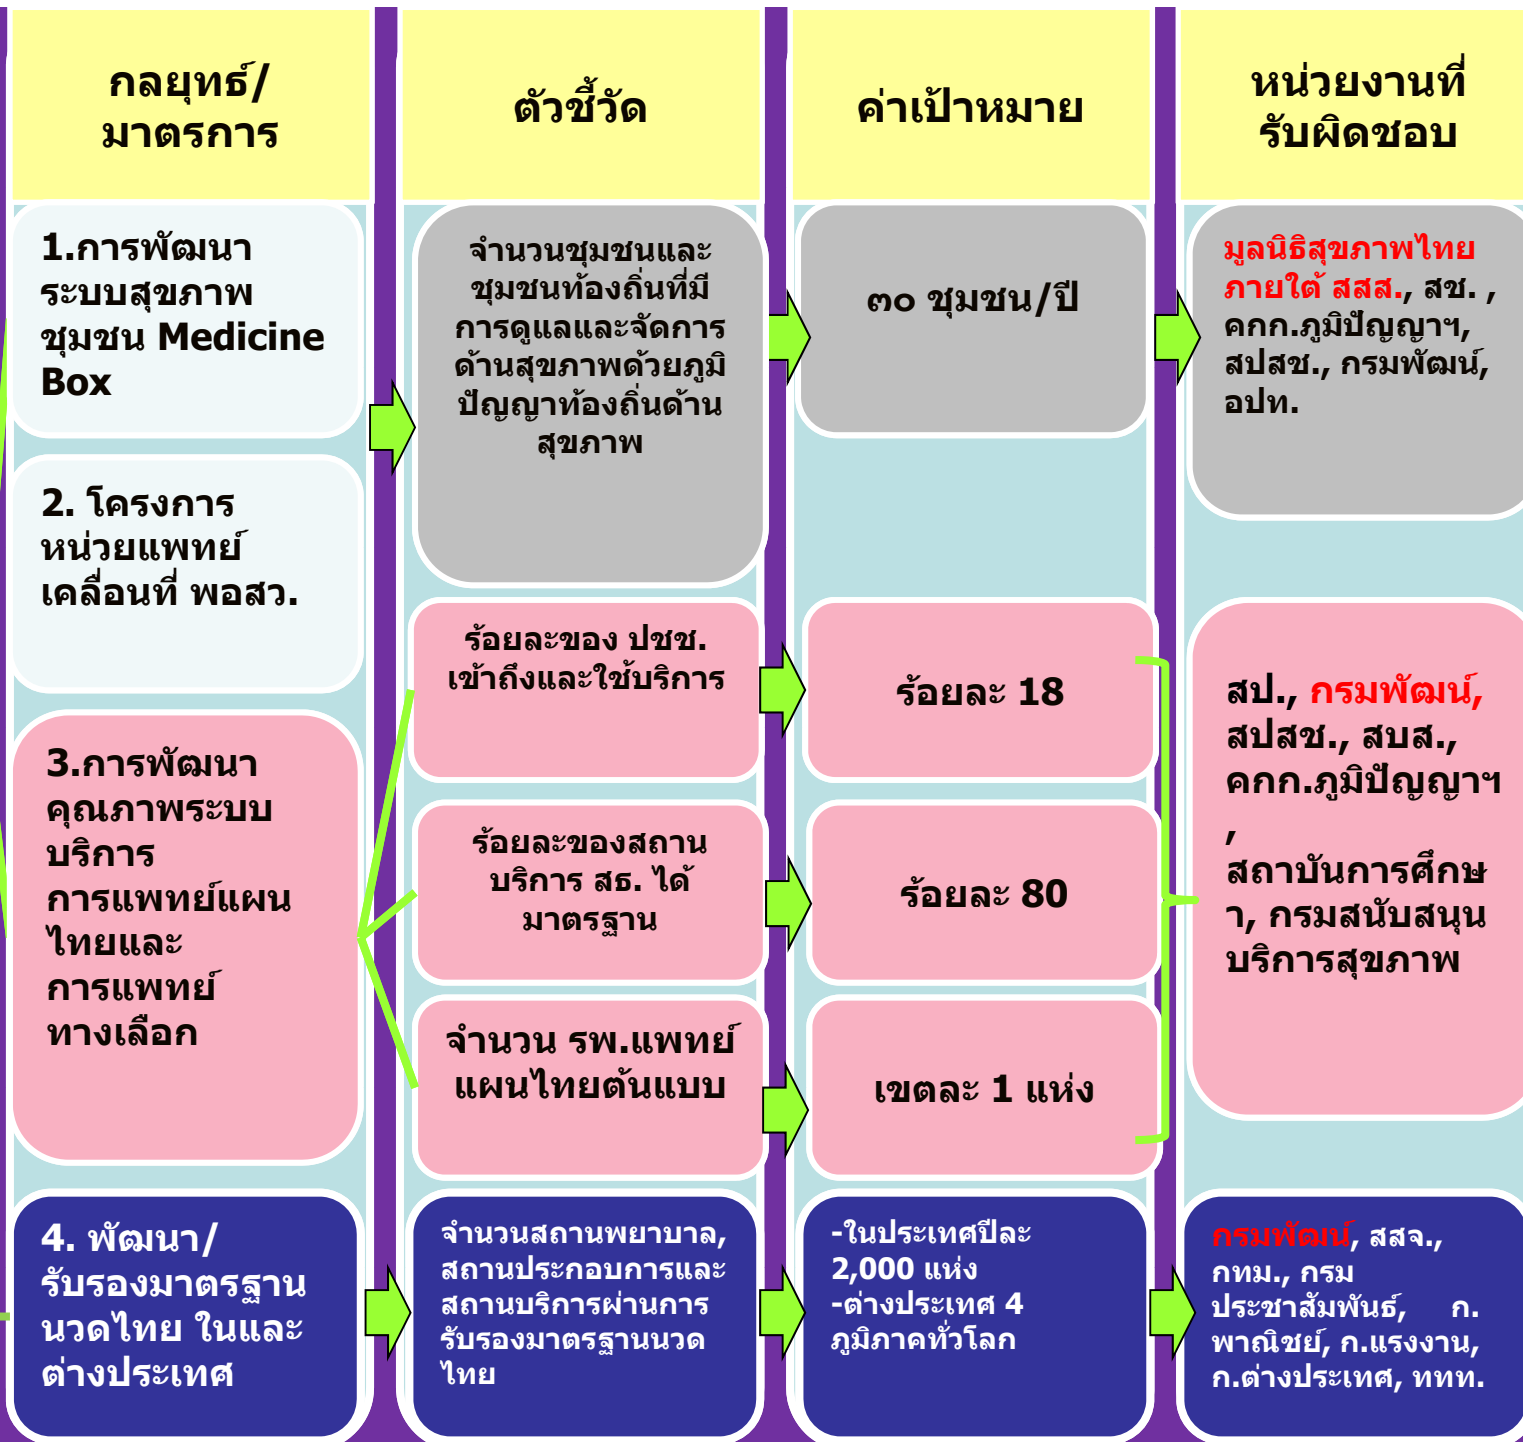 กลยุทธ์/
มาตรการ
ตัวชี้วัด
ค่าเป้าหมาย
หน่วยงานที่
รับผิดชอบ
1.การพัฒนา
ระบบสุขภาพ
ชุมชน Medicine
Box
2. โครงการ
หน่วยแพทย์
เคลื่อนที่ พอสว.
จำนวนชุมชนและ
ชุมชนท้องถิ่นที่มี
การดูแลและจัดการ
ด้านสุขภาพด้วยภูมิ
ปัญญาท้องถิ่นด้าน
สุขภาพ
๓๐ ชุมชน/ปี
มูลนิธิสุขภาพไทย
ภายใต้ สสส., สช. ,
คกก.ภูมิปัญญาฯ,
สปสช., กรมพัฒน์,
อปท.
3.การพัฒนา
คุณภาพระบบ
บริการ
การแพทย์แผน
ไทยและ
การแพทย์
ทางเลือก
ร้อยละของ ปชช.
เข้าถึงและใช้บริการ
ร้อยละ 18
ร้อยละของสถาน
บริการ สธ. ได้
มาตรฐาน
ร้อยละ 80
จำนวน รพ.แพทย์
แผนไทยต้นแบบ
เขตละ 1 แห่ง
สป., กรมพัฒน์,
สปสช., สบส.,
คกก.ภูมิปัญญาฯ
,
สถาบันการศึกษ
า, กรมสนับสนุน
บริการสุขภาพ
4. พัฒนา/
รับรองมาตรฐาน
นวดไทย ในและ
ต่างประเทศ
จำนวนสถานพยาบาล,
สถานประกอบการและ
สถานบริการผ่านการ
รับรองมาตรฐานนวด
ไทย
-ในประเทศปีละ
2,000 แห่ง
-ต่างประเทศ 4
ภูมิภาคทั่วโลก
กรมพัฒน์, สสจ.,
กทม., กรม
ประชาสัมพันธ์, ก.
พาณิชย์, ก.แรงงาน,
ก.ต่างประเทศ, ททท.